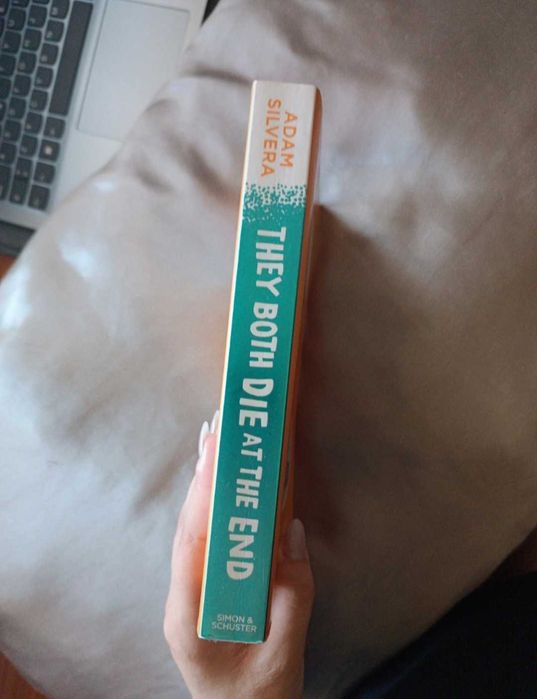 ADAM
SILVERA
THEY BOTH DIE AT THE END
SIMON &
SCHUSTER